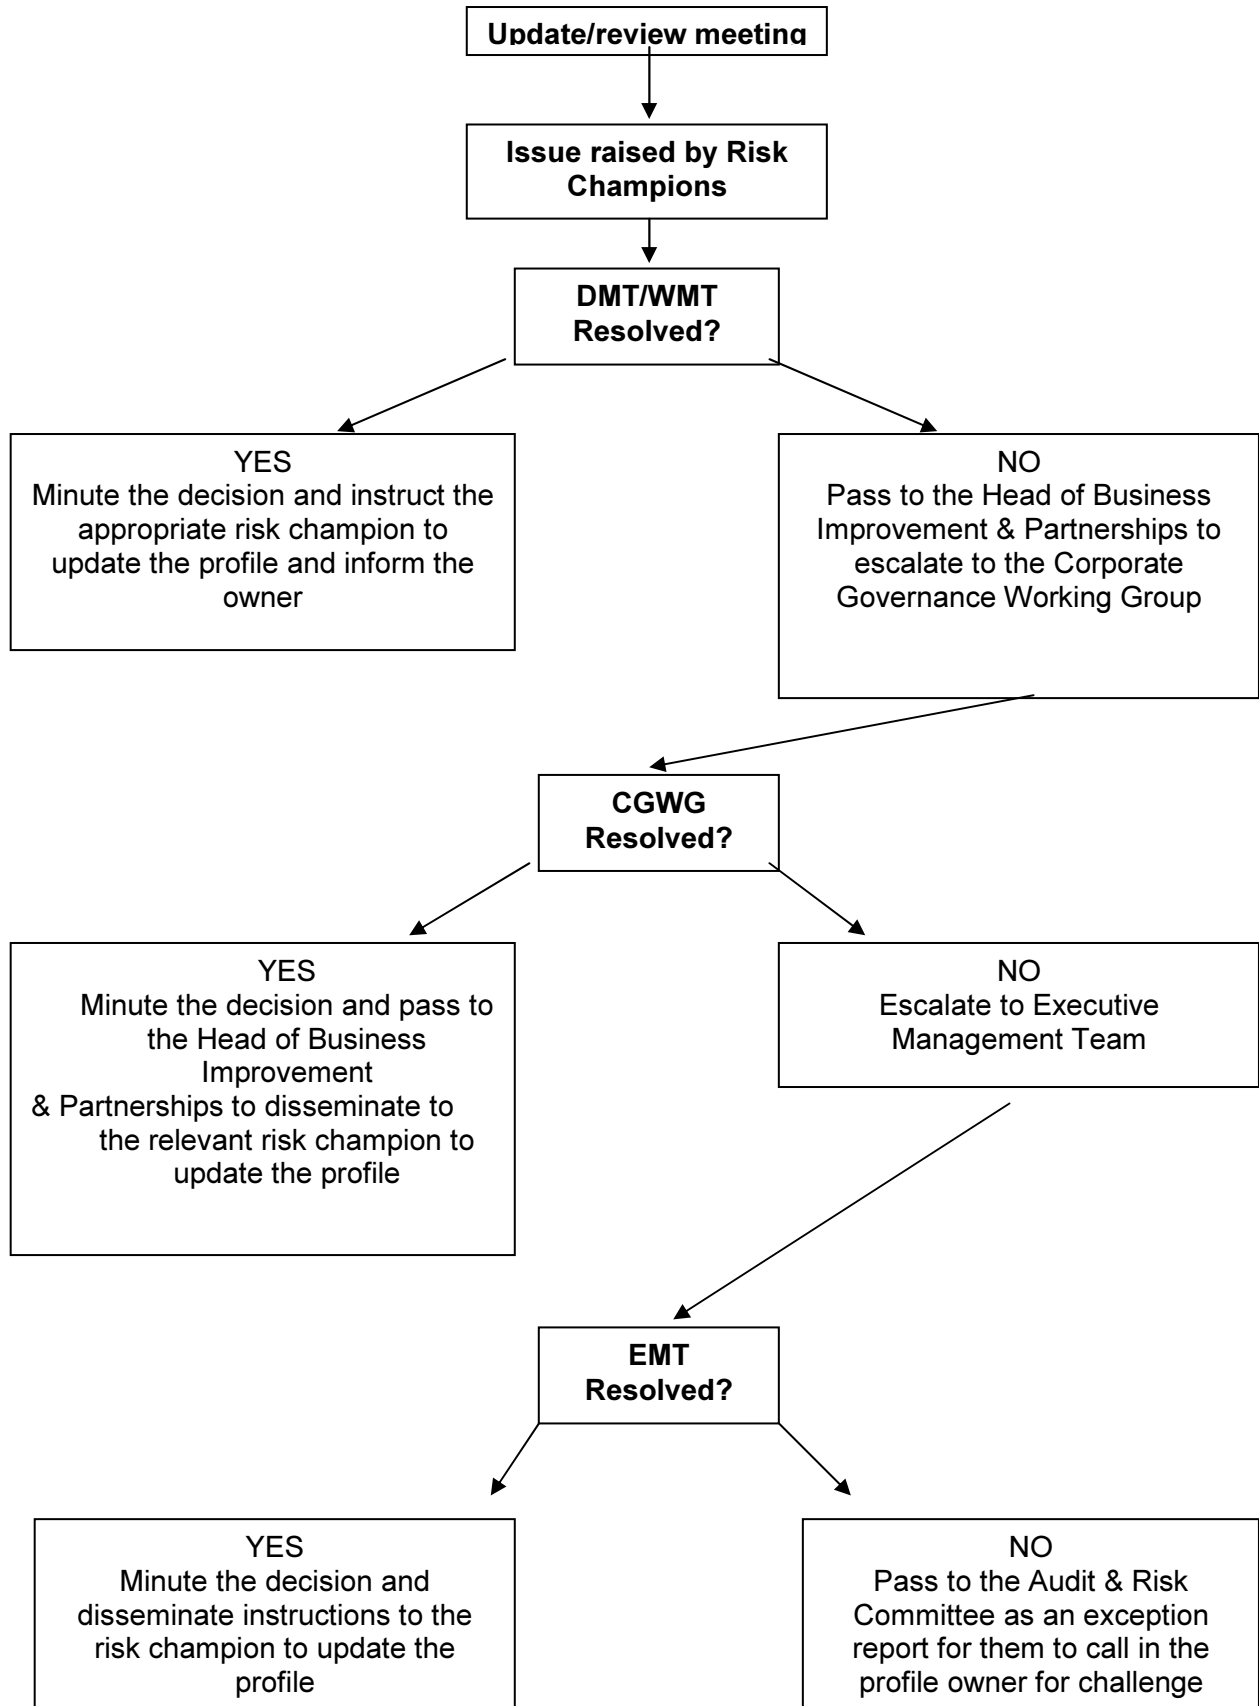 Update/review meeting
Issue raised by Risk
Champions
DMT/WMT
Resolved?
YES
Minute the decision and instruct the
appropriate risk champion to
update the profile and inform the
owner
NO
Pass to the Head of Business
Improvement & Partnerships to
escalate to the Corporate
Governance Working Group
CGWG
Resolved?
YES
Minute the decision and pass to
the Head of Business
Improvement
& Partnerships to disseminate to
the relevant risk champion to
update the profile
NO
Escalate to Executive
Management Team
EMT
Resolved?
YES
Minute the decision and
disseminate instructions to the
risk champion to update the
profile
NO
Pass to the Audit & Risk
Committee as an exception
report for them to call in the
profile owner for challenge